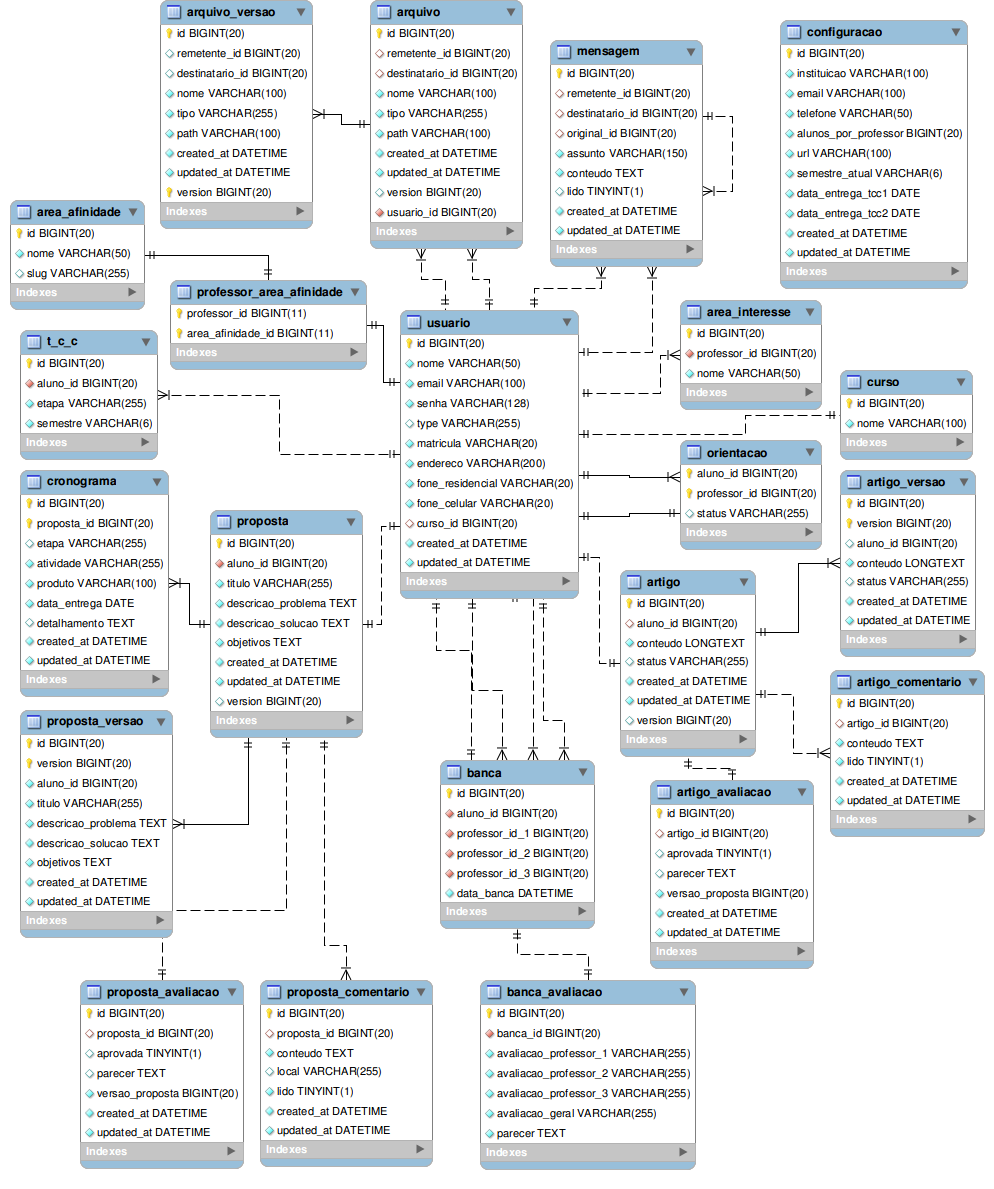 arquivo_versao
id BIGINT(20)
remetente_id BIGINT(20)
destinatario_id BIGINT(20)
nome VARCHAR(100)
tipo VARCHAR(255)
path VARCHAR(100)
created_at DATETIME
updated_at DATETIME
version BIGINT(20)
Indexes
arquivo
id BIGINT(20)
remetente_id BIGINT(20)
destinatario_id BIGINT(20)
nome VARCHAR(100)
tipo VARCHAR(255)
path VARCHAR(100)
created_at DATETIME
updated_at DATETIME
version BIGINT(20)
usuario_id BIGINT(20)
Indexes
mensagem
id BIGINT(20)
remetente_id BIGINT(20)
destinatario_id BIGINT(20)
original_id BIGINT(20)
assunto VARCHAR(150)
conteudo TEXT
lido TINYINT(1)
created_at DATETIME
updated_at DATETIME
Indexes
configuracao
id BIGINT(20)
instituicao VARCHAR(100)
email VARCHAR(100)
telefone VARCHAR(50)
alunos_por_professor BIGINT(20)
url VARCHAR(100)
semestre_atual VARCHAR(6)
data_entrega_tcc1 DATE
data_entrega_tcc2 DATE
created_at DATETIME
updated_at DATETIME
Indexes
area_afinidade
id BIGINT(20)
nome VARCHAR(50)
slug VARCHAR(255)
Indexes
professor_area_afinidade
professor_id BIGINT(11)
area_afinidade_id BIGINT(11)
Indexes
t_c_c
id BIGINT(20)
aluno_id BIGINT(20)
etapa VARCHAR(255)
semestre VARCHAR(6)
Indexes
usuario
id BIGINT(20)
nome VARCHAR(50)
email VARCHAR(100)
senha VARCHAR(128)
type VARCHAR(255)
matricula VARCHAR(20)
endereco VARCHAR(200)
fone_residencial VARCHAR(20)
fone_celular VARCHAR(20)
curso_id BIGINT(20)
created_at DATETIME
updated_at DATETIME
Indexes
area_interesse
id BIGINT(20)
professor_id BIGINT(20)
nome VARCHAR(50)
Indexes
curso
id BIGINT(20)
nome VARCHAR(100)
Indexes
orientacao
aluno_id BIGINT(20)
professor_id BIGINT(20)
status VARCHAR(255)
Indexes
cronograma
id BIGINT(20)
proposta_id BIGINT(20)
etapa VARCHAR(255)
atividade VARCHAR(255)
produto VARCHAR(100)
data_entrega DATE
detalhamento TEXT
created_at DATETIME
updated_at DATETIME
Indexes
proposta
id BIGINT(20)
aluno_id BIGINT(20)
titulo VARCHAR(255)
descricao_problema TEXT
descricao_solucao TEXT
objetivos TEXT
created_at DATETIME
updated_at DATETIME
version BIGINT(20)
Indexes
artigo_versao
id BIGINT(20)
version BIGINT(20)
aluno_id BIGINT(20)
conteudo LONGTEXT
status VARCHAR(255)
created_at DATETIME
updated_at DATETIME
Indexes
artigo
id BIGINT(20)
aluno_id BIGINT(20)
conteudo LONGTEXT
status VARCHAR(255)
created_at DATETIME
updated_at DATETIME
version BIGINT(20)
Indexes
artigo_comentario
id BIGINT(20)
artigo_id BIGINT(20)
conteudo TEXT
lido TINYINT(1)
created_at DATETIME
updated_at DATETIME
Indexes
proposta_versao
id BIGINT(20)
version BIGINT(20)
aluno_id BIGINT(20)
titulo VARCHAR(255)
descricao_problema TEXT
descricao_solucao TEXT
objetivos TEXT
created_at DATETIME
updated_at DATETIME
Indexes
banca
id BIGINT(20)
aluno_id BIGINT(20)
professor_id_1 BIGINT(20)
professor_id_2 BIGINT(20)
professor_id_3 BIGINT(20)
data_banca DATETIME
Indexes
artigo_avaliacao
id BIGINT(20)
artigo_id BIGINT(20)
aprovada TINYINT(1)
parecer TEXT
versao_proposta BIGINT(20)
created_at DATETIME
updated_at DATETIME
Indexes
proposta_avaliacao
id BIGINT(20)
proposta_id BIGINT(20)
aprovada TINYINT(1)
parecer TEXT
versao_proposta BIGINT(20)
created_at DATETIME
updated_at DATETIME
Indexes
proposta_comentario
id BIGINT(20)
proposta_id BIGINT(20)
conteudo TEXT
local VARCHAR(255)
lido TINYINT(1)
created_at DATETIME
updated_at DATETIME
Indexes
banca_avaliacao
id BIGINT(20)
banca_id BIGINT(20)
avaliacao_professor_1 VARCHAR(255)
avaliacao_professor_2 VARCHAR(255)
avaliacao_professor_3 VARCHAR(255)
avaliacao_geral VARCHAR(255)
parecer TEXT
Indexes